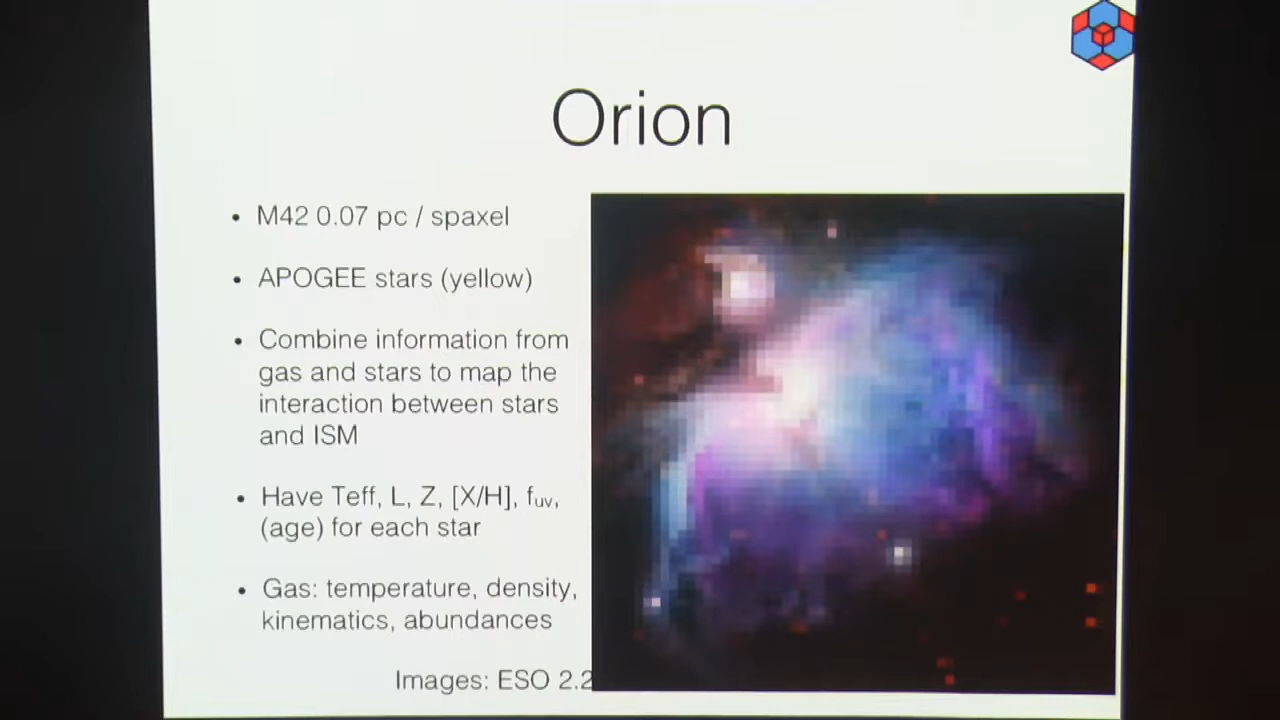 Orion
• M42 0.07 pc / spaxel
• APOGEE stars (yellow)
• Combine information from
gas and stars to map the
interaction between stars
and ISM
• Have Teff, L, Z, [X/H], fuv,
(age) for each star
• Gas: temperature, density,
kinematics, abundances
Images: ESO 2.2